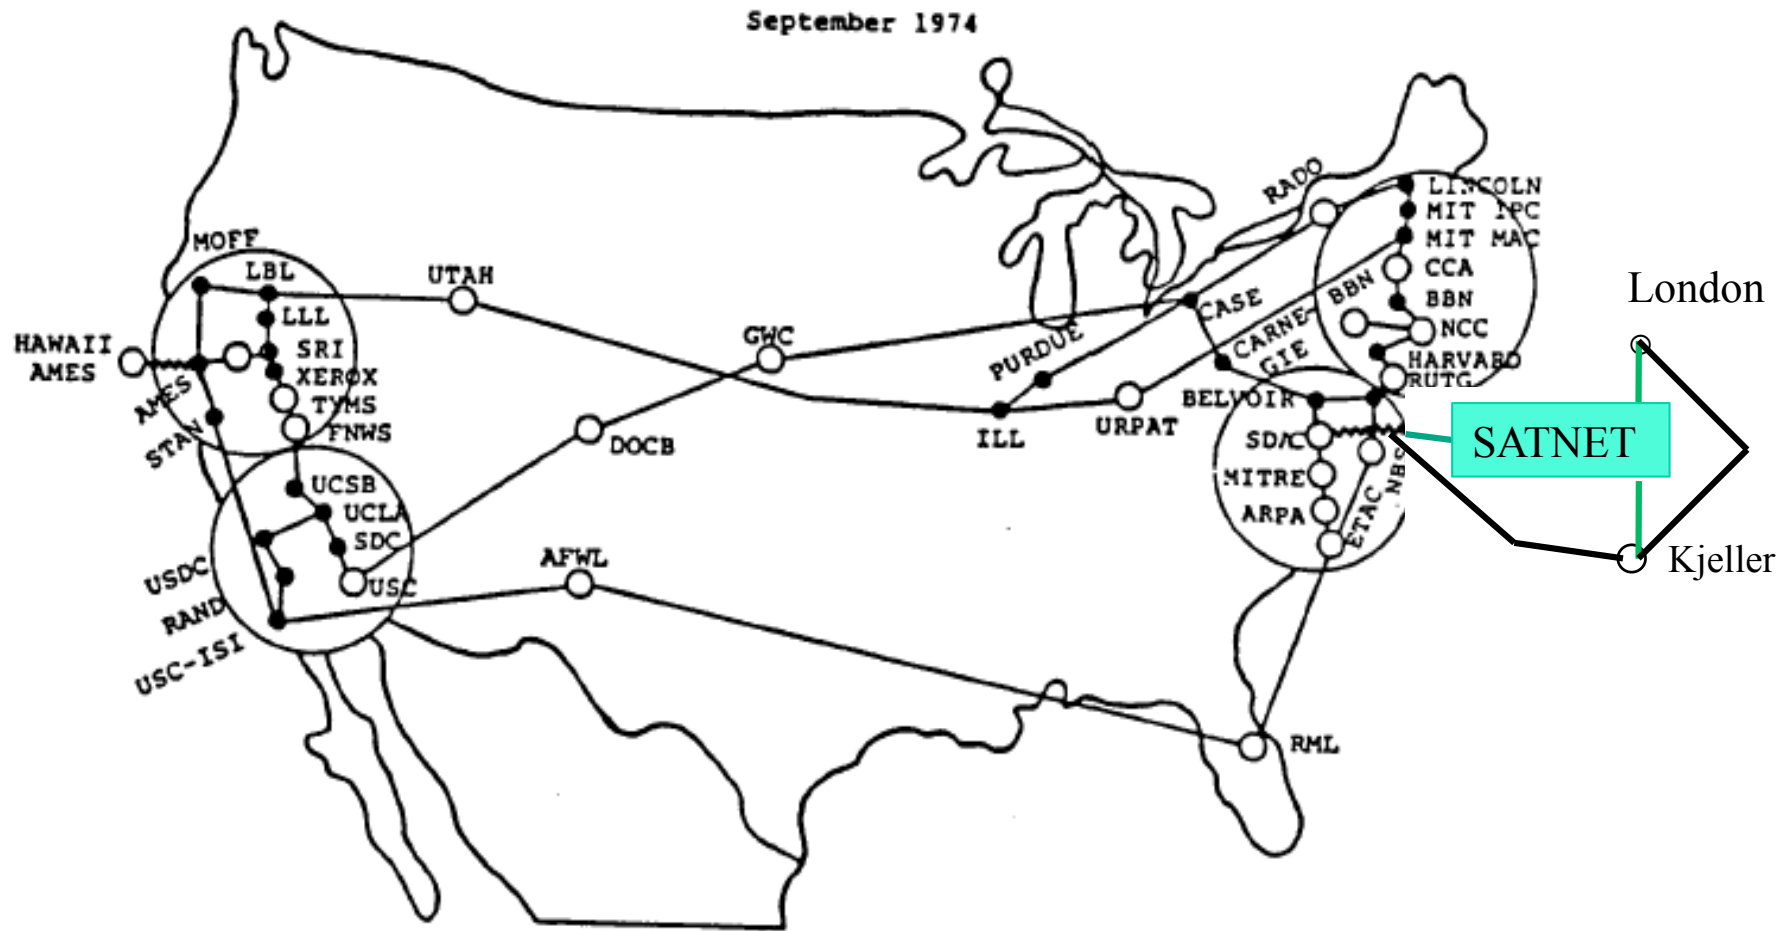 September 1974
RADO
LINCOLN
MIT IPC
MIT MAC
CCA
BBN
BBN
NCC
HARVARD
RUTG
London
MOFF
LBL
UTAH
LLL
SRI
XEROX
TYMS
FNWS
HAWAII
AMES
AMES
STAN
GWC
CASE
PURDUE
CARNE-
GIE
BELVOIR
SATNET
DOCB
ILL
URPAT
SDAC
MITRE
ARPA
NBS
ETAC
Kjeller
UCSB
UCLA
SDC
USC
USDC
RAND
USC-ISI
AFWL
RML